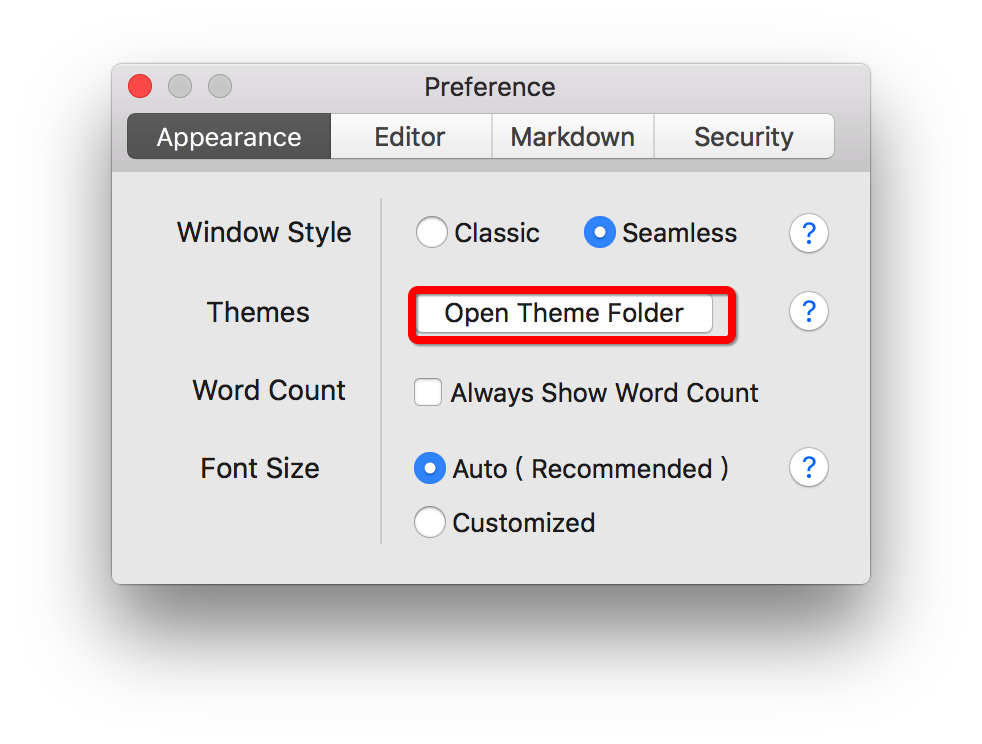 Preference
Appearance Editor Markdown Security
Window Style Classic Seamless ?
Themes Open Theme Folder ?
Word Count Always Show Word Count
Font Size Auto ( Recommended ) ?
Customized